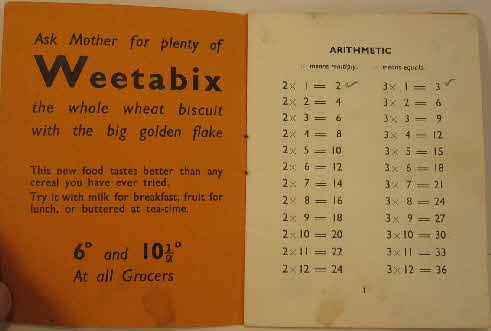 Ask Mother for plenty of
Weetabix
the whole wheat biscuit
with the big golden flake
This new food tastes better than any
cereal you have ever tried.
Try it with milk for breakfast, fruit for
lunch, or buttered at tea-time.
6ᴰ and 10½ᴰ
At all Grocers
ARITHMETIC
× means multiply. = means equals.
2 × 1 = 2 ✓ 3 × 1 = 3 ✓
2 × 2 = 4 3 × 2 = 6
2 × 3 = 6 3 × 3 = 9
2 × 4 = 8 3 × 4 = 12
2 × 5 = 10 3 × 5 = 15
2 × 6 = 12 3 × 6 = 18
2 × 7 = 14 3 × 7 = 21
2 × 8 = 16 3 × 8 = 24
2 × 9 = 18 3 × 9 = 27
2 × 10 = 20 3 × 10 = 30
2 × 11 = 22 3 × 11 = 33
2 × 12 = 24 3 × 12 = 36
1